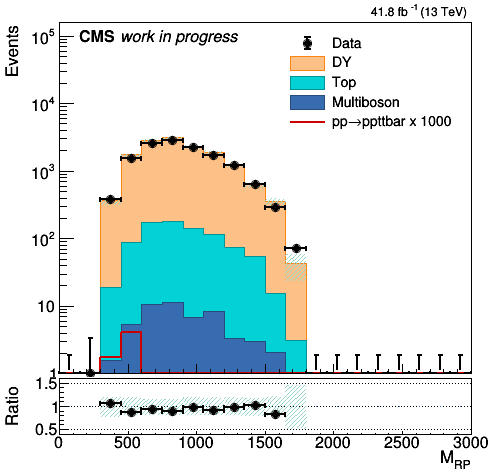 41.8 fb⁻¹ (13 TeV)
CMS work in progress
Data
DY
Top
Multiboson
pp→ppttbar x 1000
Events
10⁵
10⁴
10³
10²
10
1
Ratio
1.5
1
0.5
0 500 1000 1500 2000 2500 3000
M_RP